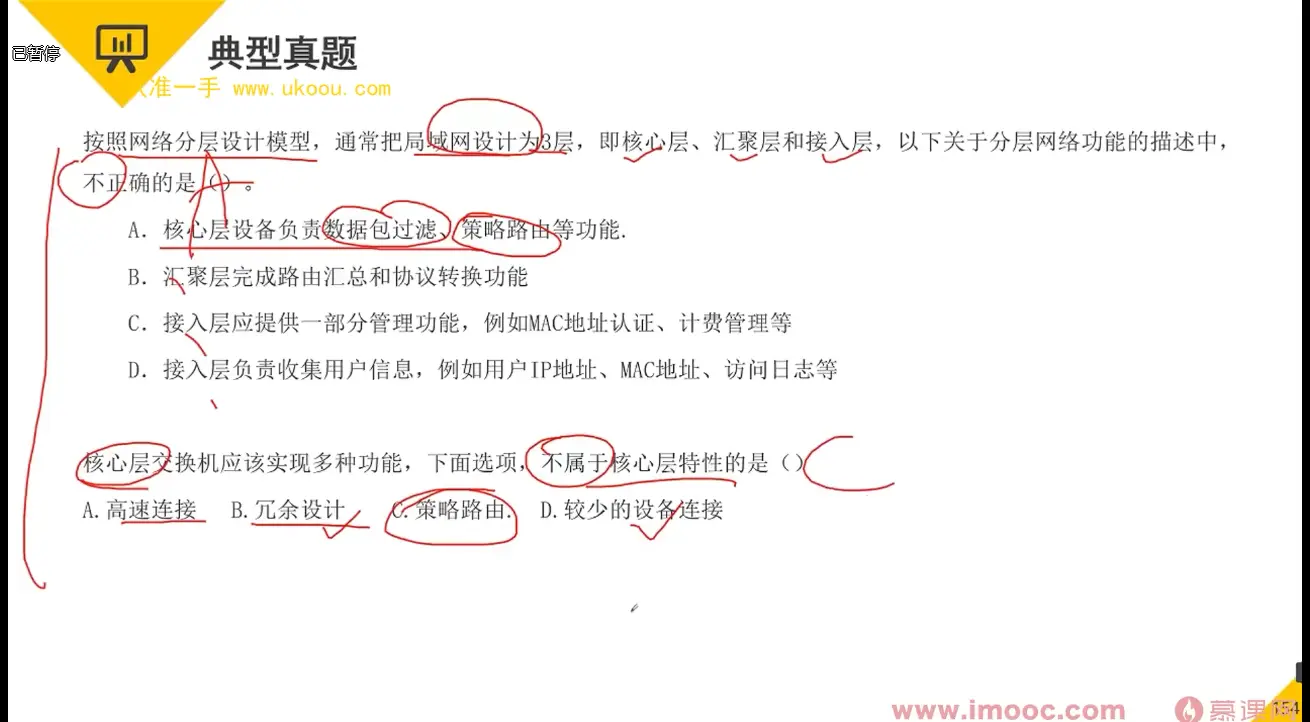 典型真题
已暂停
准一手 www.ukoou.com
按照网络分层设计模型，通常把局域网设计为3层，即核心层、汇聚层和接入层，以下关于分层网络功能的描述中，
不正确的是（）。
A
A. 核心层设备负责数据包过滤、策略路由等功能.
B. 汇聚层完成路由汇总和协议转换功能
C. 接入层应提供一部分管理功能，例如MAC地址认证、计费管理等
D. 接入层负责收集用户信息，例如用户IP地址、MAC地址、访问日志等
核心层交换机应该实现多种功能，下面选项，不属于核心层特性的是（）
A.高速连接 B.冗余设计 C.策略路由. D.较少的设备连接
www.imooc.com 慕课
154